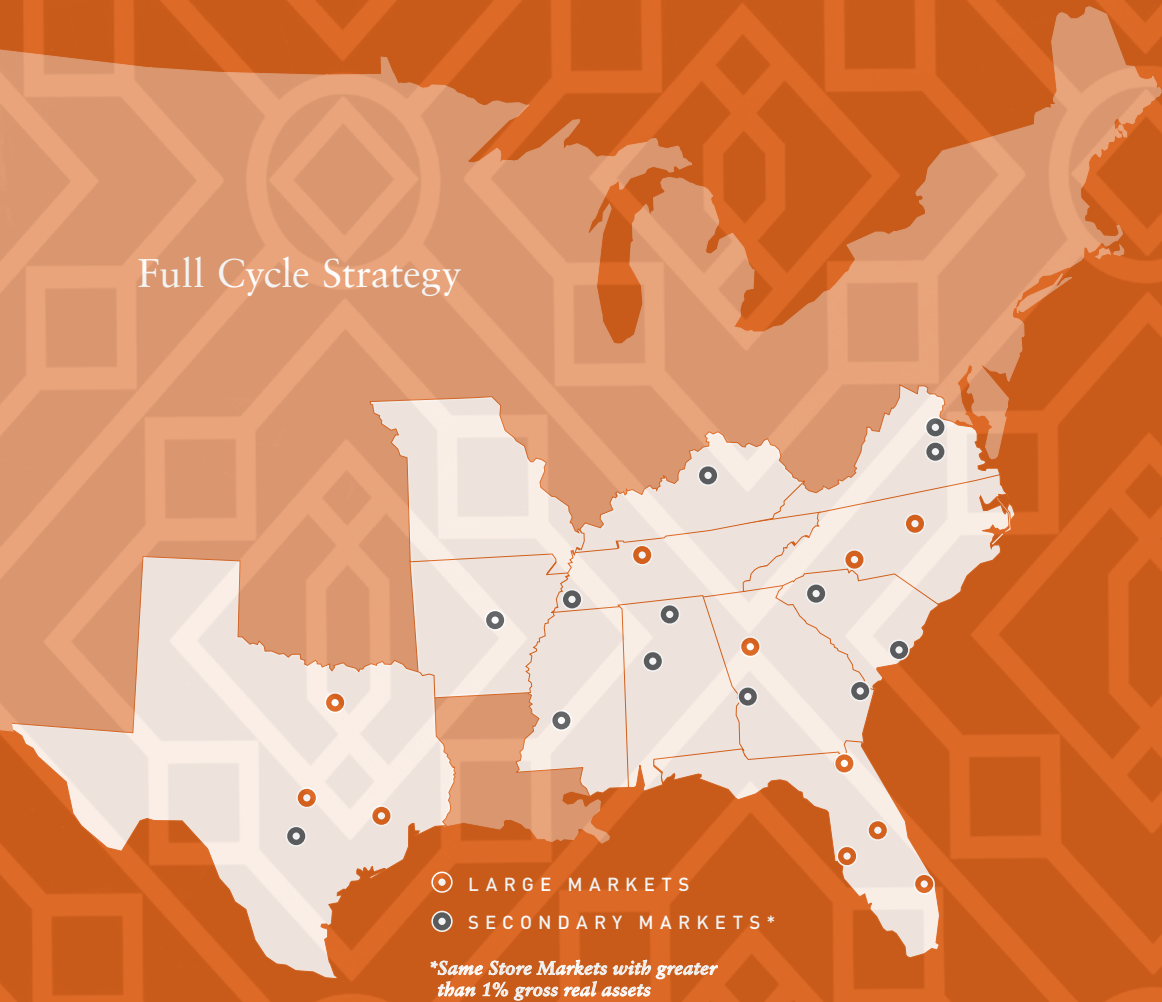 Full Cycle Strategy
LARGE MARKETS
SECONDARY MARKETS*
*Same Store Markets with greater
than 1% gross real assets